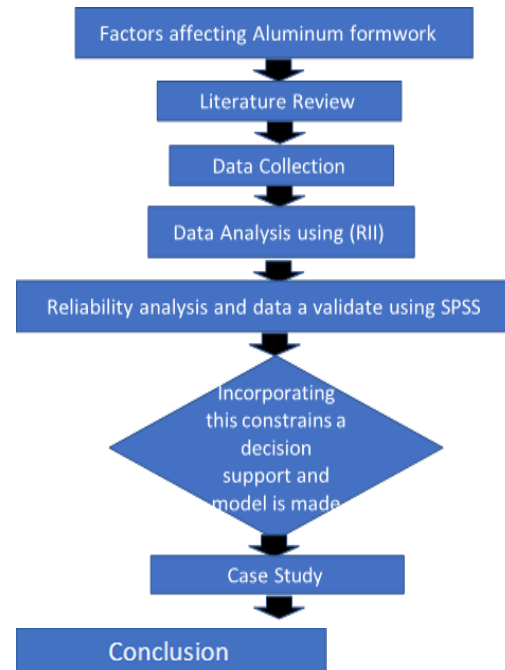 Factors affecting Aluminum formwork
Literature Review
Data Collection
Data Analysis using (RII)
Reliability analysis and data a validate using SPSS
Incorporating
this constrains a
decision
support and
model is made
Case Study
Conclusion